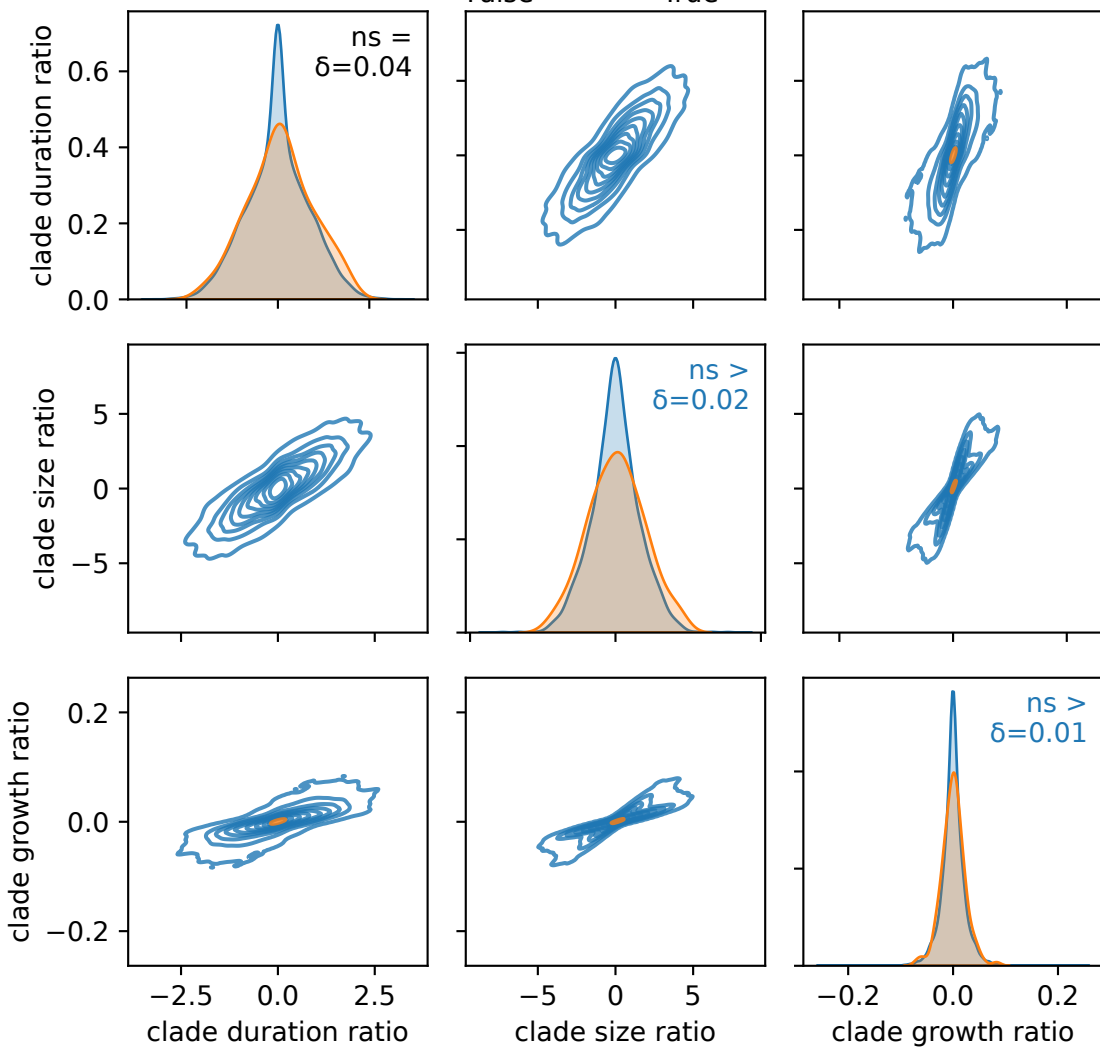 clade duration ratio
0.6
0.4
0.2
0.0
ns =
δ=0.04
clade size ratio
5
0
−5
ns >
δ=0.02
clade growth ratio
0.2
0.0
−0.2
ns >
δ=0.01
−2.5 0.0 2.5
−5 0 5
−0.2 0.0 0.2
clade duration ratio
clade size ratio
clade growth ratio